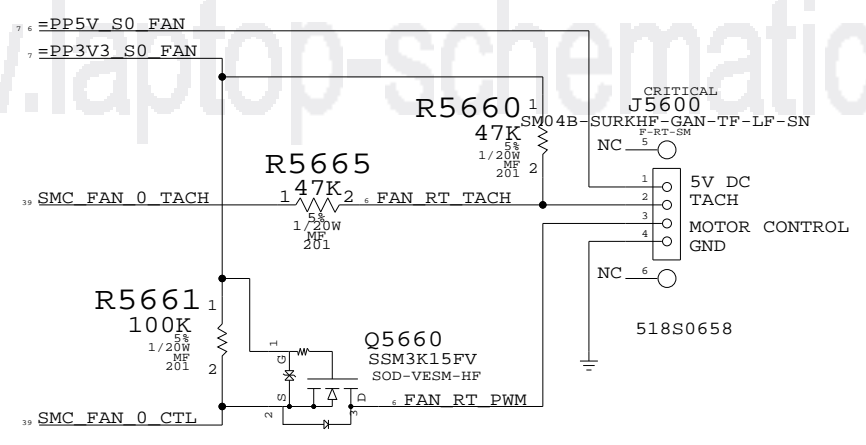 7 6 =PP5V_S0_FAN
7 =PP3V3_S0_FAN
.laptop-schematic
CRITICAL
J5600
SM04B-SURKHF-GAN-TF-LF-SN
F-RT-SM
NC 5
R5660 1
47K
5%
1/20W
MF
201
2
R5665
47K
1 2
5%
1/20W
MF
201
39 SMC_FAN_0_TACH
6 FAN_RT_TACH
1 5V DC
2 TACH
3 MOTOR CONTROL
4 GND
NC 6
518S0658
R5661 1
100K
5%
1/20W
MF
201
2
Q5660
SSM3K15FV
SOD-VESM-HF
1
G
S
D
2
3
6 FAN_RT_PWM
39 SMC_FAN_0_CTL